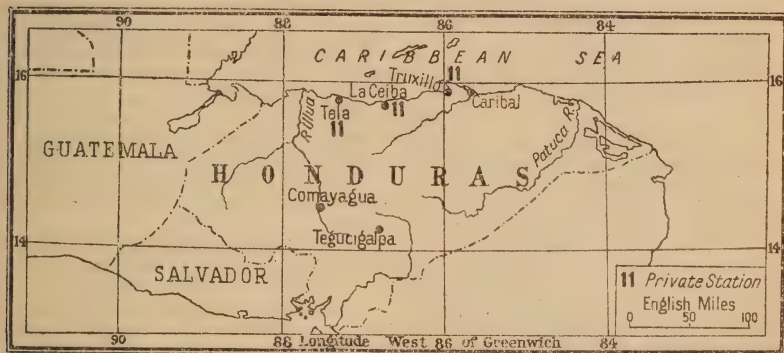 90 88 86 84
CARIBBEAN SEA
16 16
Truxillo 11
La Ceiba
Tela 11 Caribal
11
R. Ulua
Patuca R.
GUATEMALA
HONDURAS
Comayagua
14 Tegucigalpa 14
SALVADOR
11 Private Station
English Miles
0 50 100
90 88 Longitude West 86 of Greenwich 84